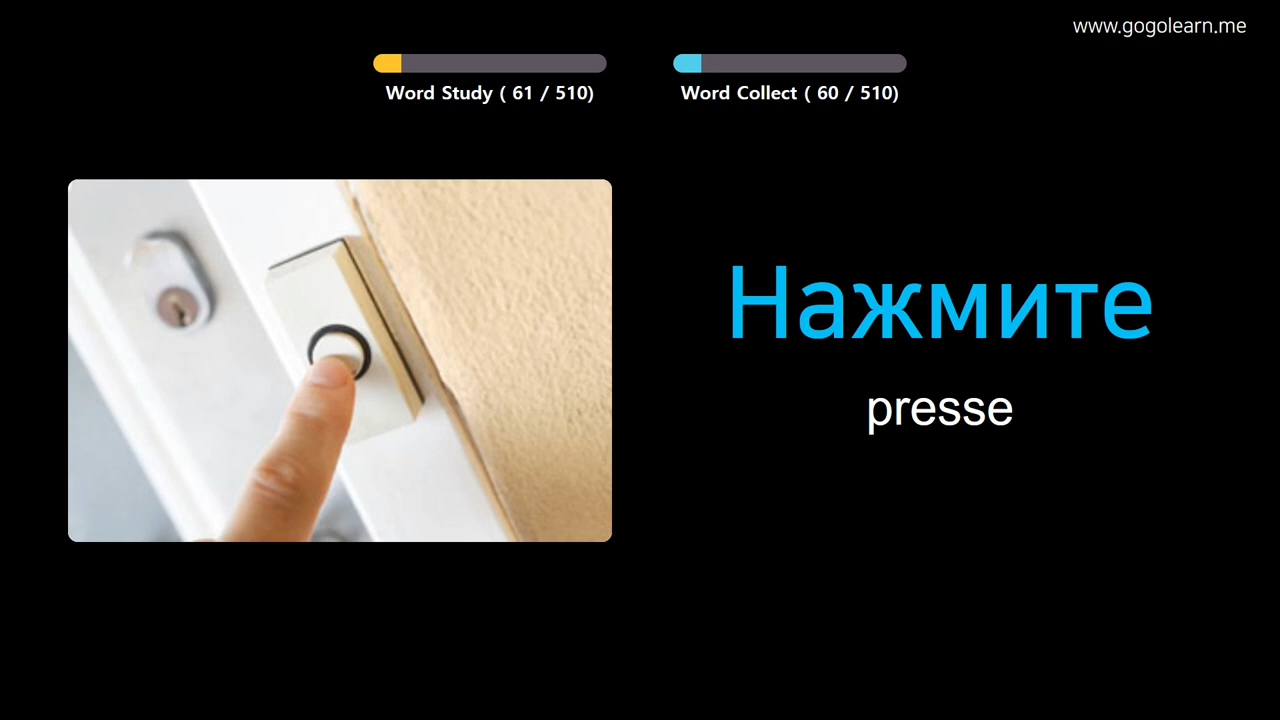 www.gogolearn.me
Word Study ( 61 / 510)
Word Collect ( 60 / 510)
Нажмите
presse